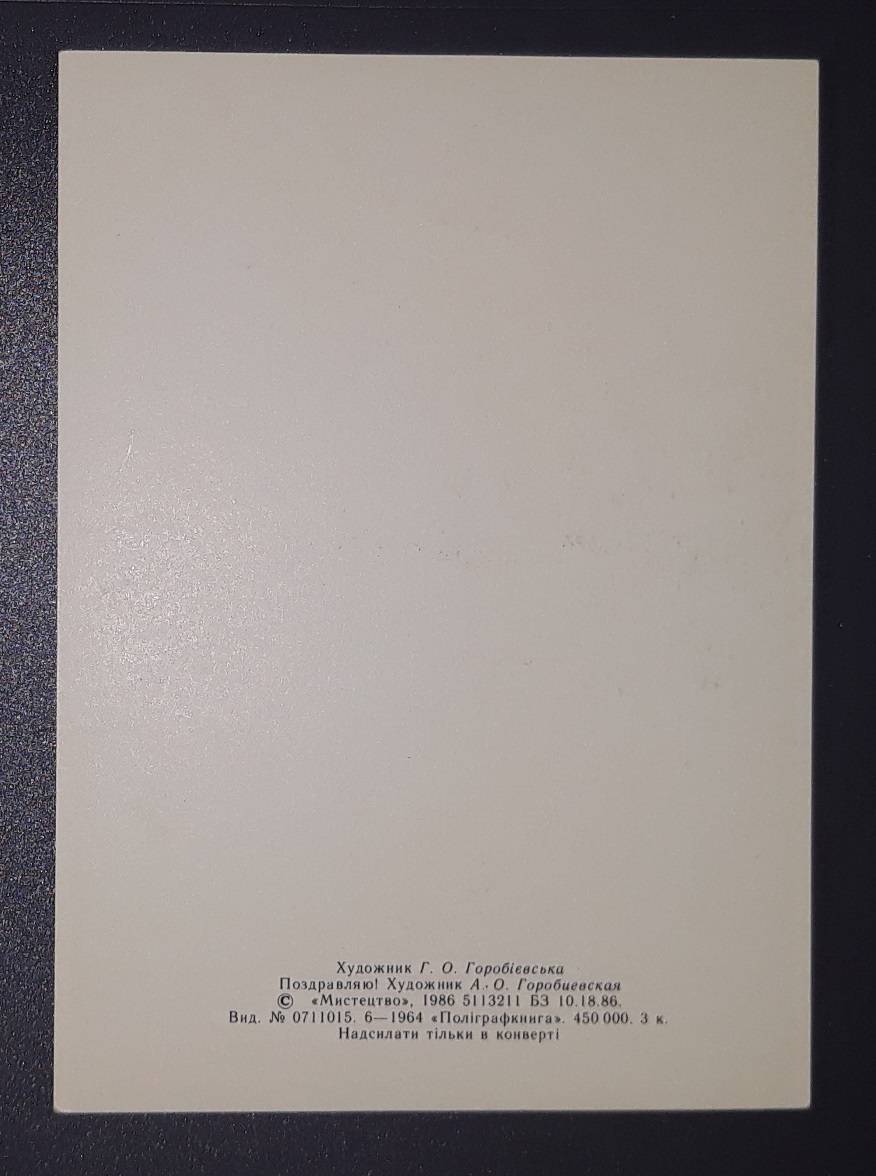 Художник Г. О. Горобієвська
Поздравляю! Художник А. О. Горобиевская
© «Мистецтво», 1986 5113211 БЗ 10.18.86.
Вид. № 0711015. 6—1964 «Поліграфкнига». 450 000. 3 к.
Надсилати тільки в конверті